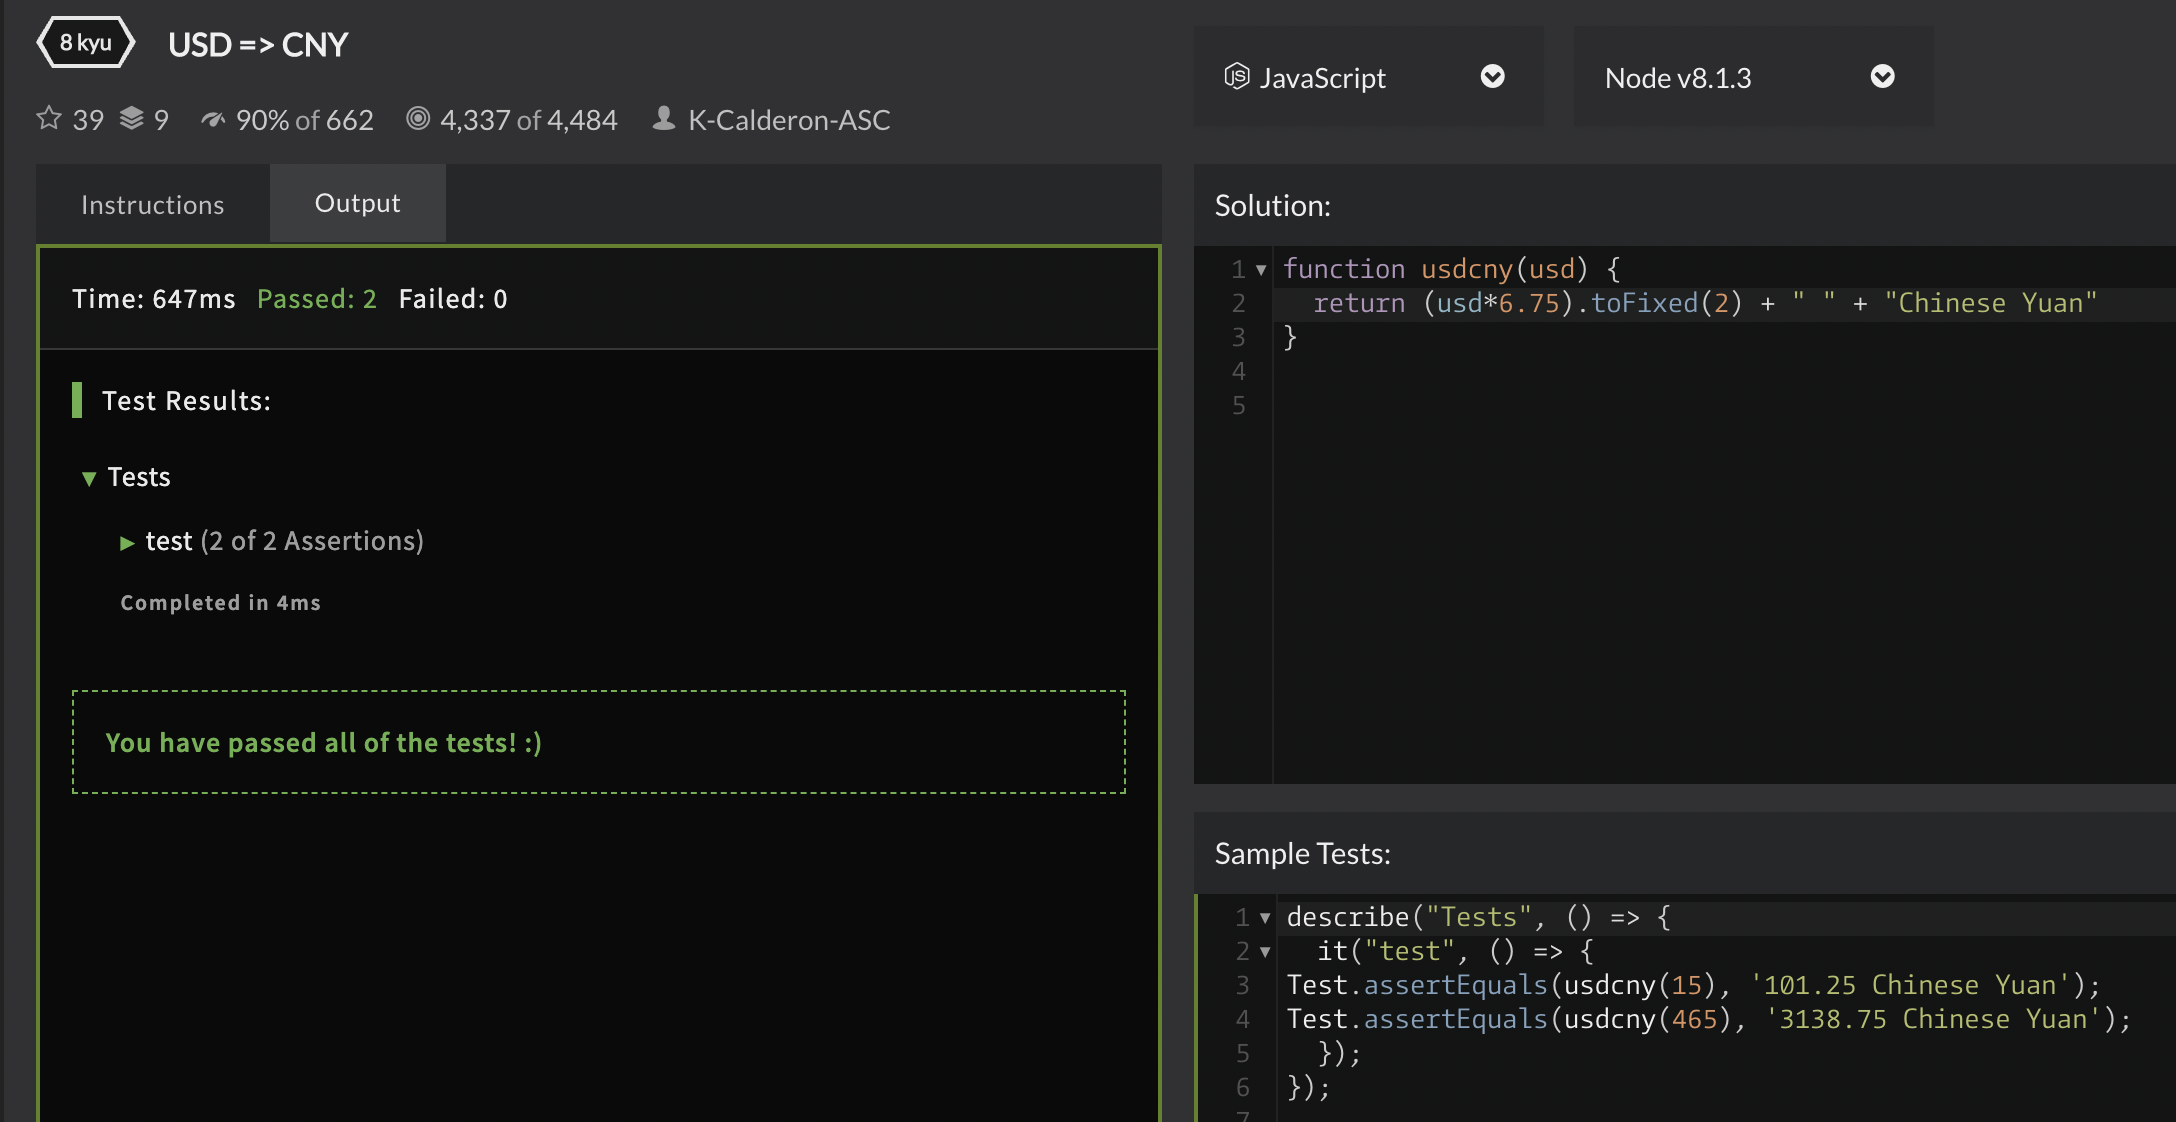 8 kyu USD => CNY
39 9 90% of 662 4,337 of 4,484 K-Calderon-ASC
JavaScript Node v8.1.3
Instructions Output
Time: 647ms Passed: 2 Failed: 0
Test Results:
Tests
test (2 of 2 Assertions)
Completed in 4ms
You have passed all of the tests! :)
Solution:
1 function usdcny(usd) {
2 return (usd*6.75).toFixed(2) + " " + "Chinese Yuan"
3 }
4
5
Sample Tests:
1 describe("Tests", () => {
2 it("test", () => {
3 Test.assertEquals(usdcny(15), '101.25 Chinese Yuan');
4 Test.assertEquals(usdcny(465), '3138.75 Chinese Yuan');
5 });
6 });
7